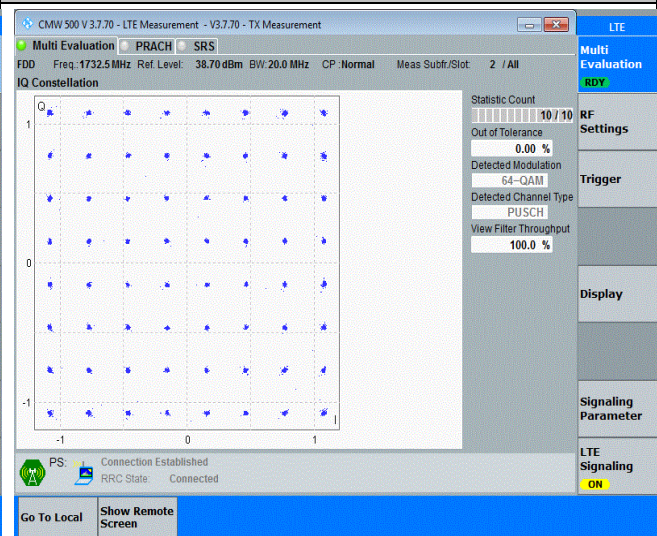 CMW 500 V 3.7.70 - LTE Measurement - V3.7.70 - TX Measurement
LTE
Multi Evaluation PRACH SRS
FDD Freq.:1732.5 MHz Ref. Level: 38.70 dBm BW:20.0 MHz CP :Normal Meas Subfr./Slot: 2 / All
IQ Constellation
Q
1
0
-1
-1 0 1
I
Statistic Count
10 / 10
Out of Tolerance
0.00 %
Detected Modulation
64-QAM
Detected Channel Type
PUSCH
View Filter Throughput
100.0 %
Multi
Evaluation
RDY
RF
Settings
Trigger
Display
Signaling
Parameter
LTE
Signaling
ON
PS: Connection Established
RRC State: Connected
Go To Local
Show Remote
Screen